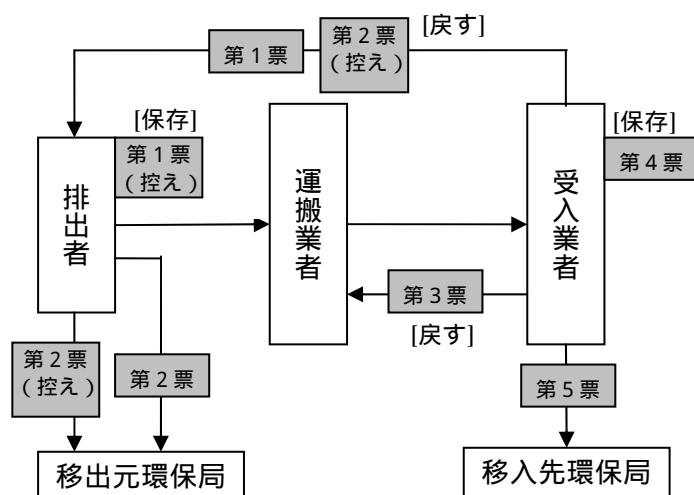 第2票
(控え)
[戻す]
第1票
[保存]
第1票
(控え)
[保存]
第4票
排出者
運搬業者
受入業者
第3票
[戻す]
第2票
(控え)
第2票
第5票
移出元環保局
移入先環保局